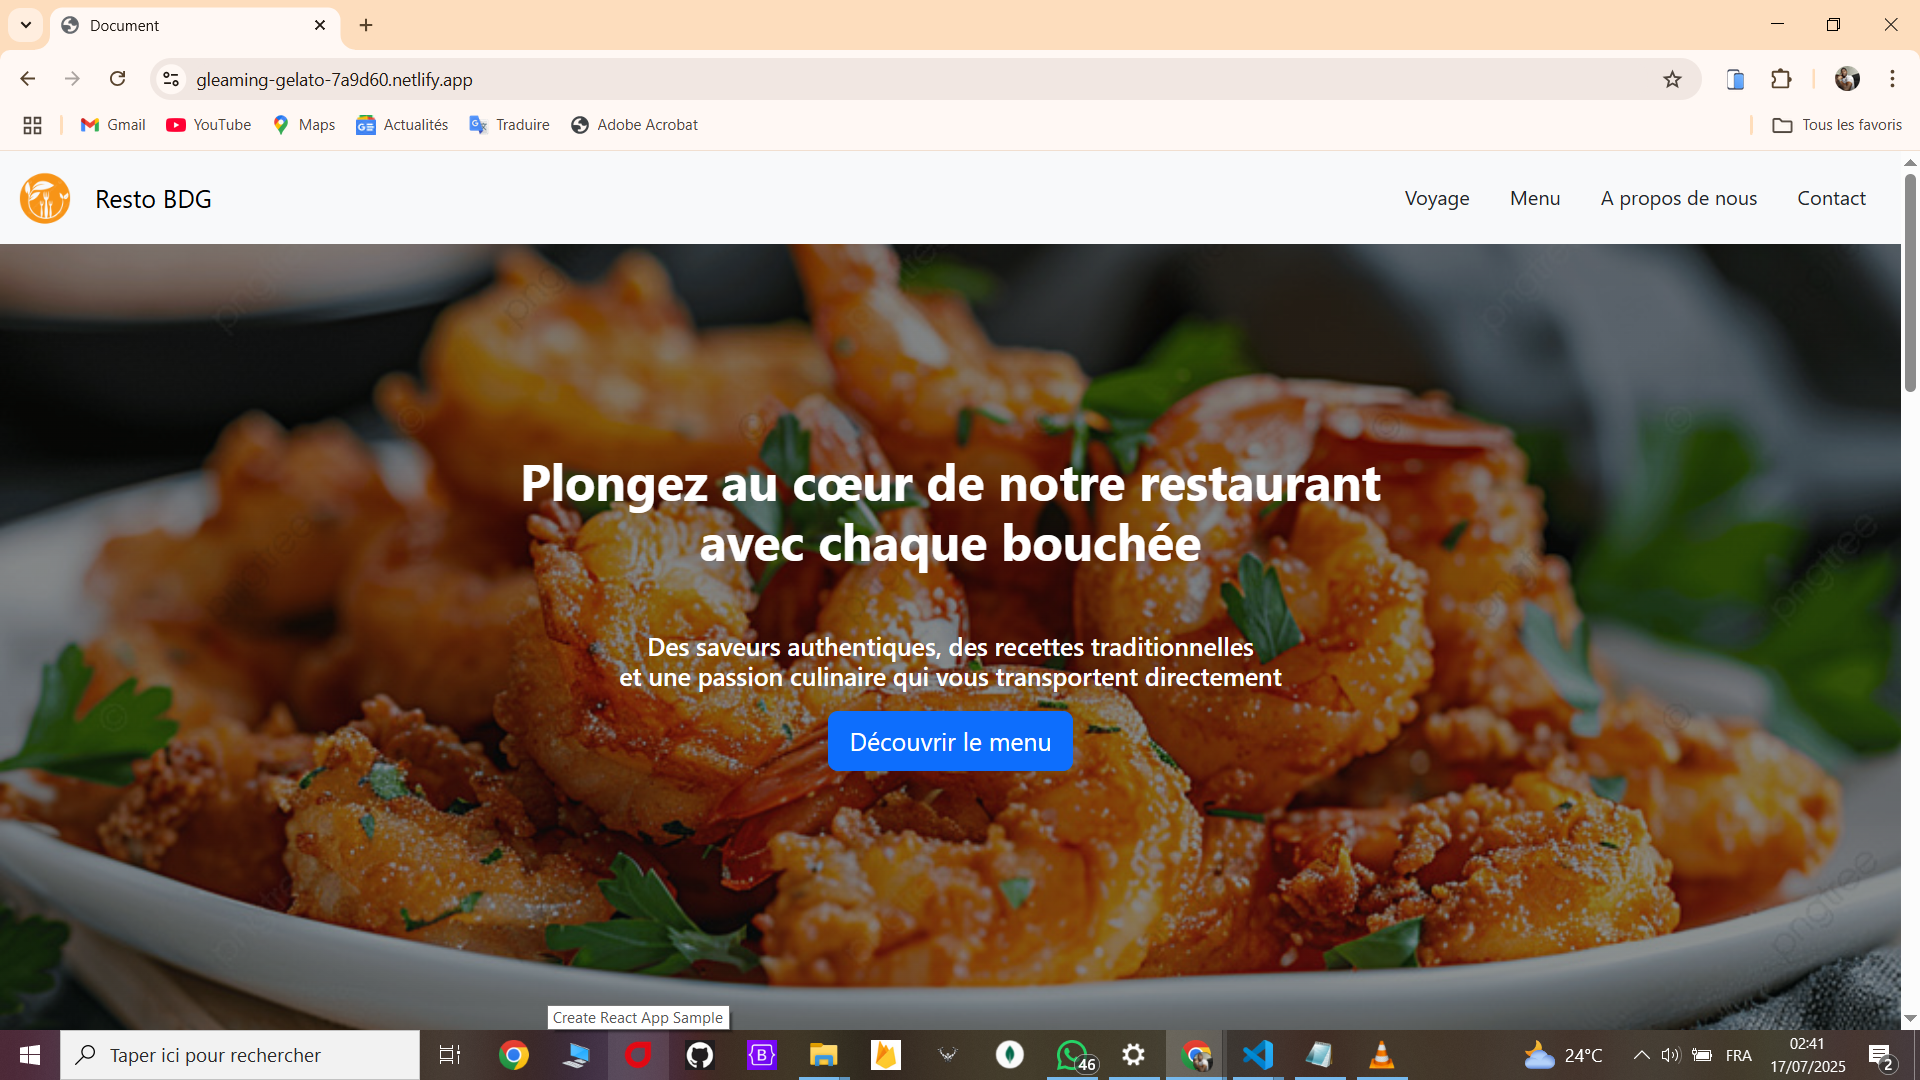 Document
gleaming-gelato-7a9d60.netlify.app
Gmail
YouTube
Maps
Actualités
Traduire
Adobe Acrobat
Tous les favoris
Resto BDG
Voyage
Menu
A propos de nous
Contact
Plongez au cœur de notre restaurant
avec chaque bouchée
Des saveurs authentiques, des recettes traditionnelles
et une passion culinaire qui vous transportent directement
Découvrir le menu
pngtree
Create React App Sample
Taper ici pour rechercher
46
24°C
FRA
02:41
17/07/2025
2